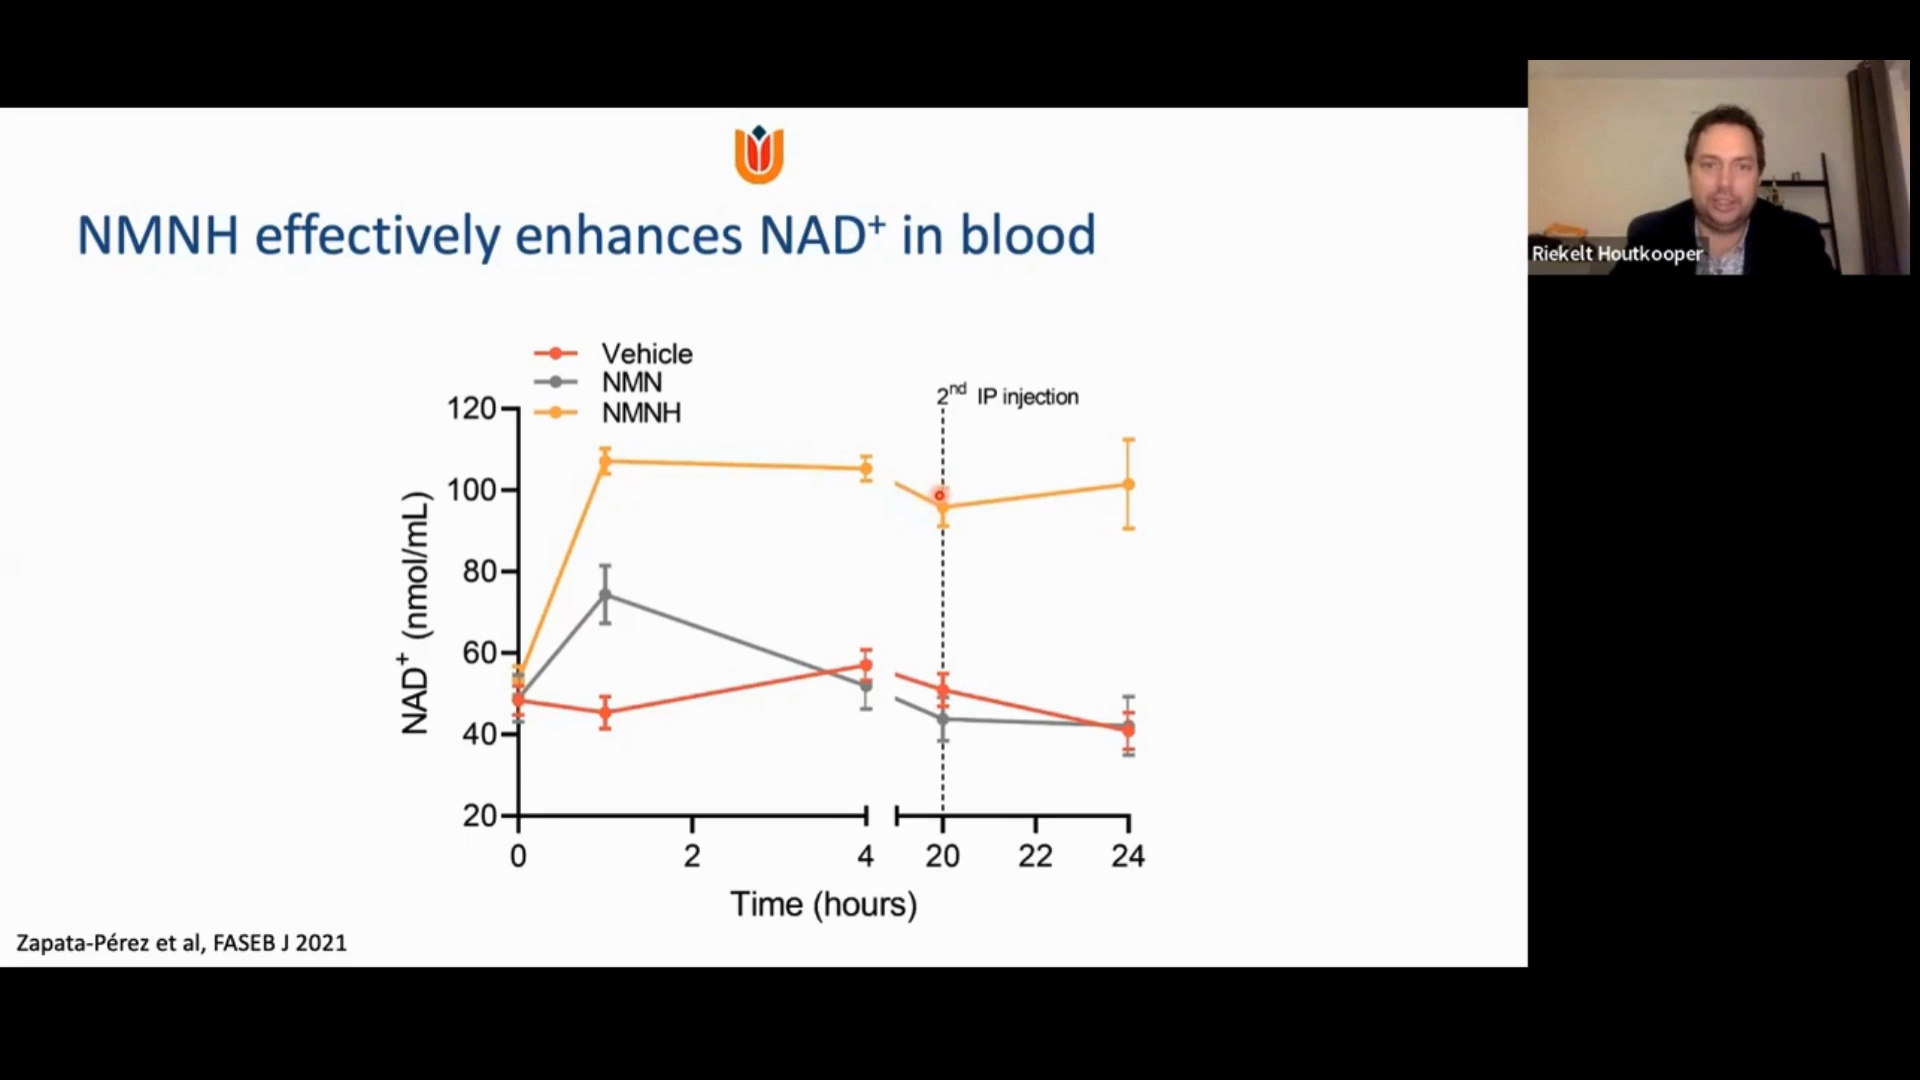 NMNH effectively enhances NAD⁺ in blood
Riekelt Houtkooper
Vehicle
NMN
NMNH
2nd IP injection
120
100
80
60
40
20
NAD⁺ (nmol/mL)
0 2 4 20 22 24
Time (hours)
Zapata-Pérez et al, FASEB J 2021